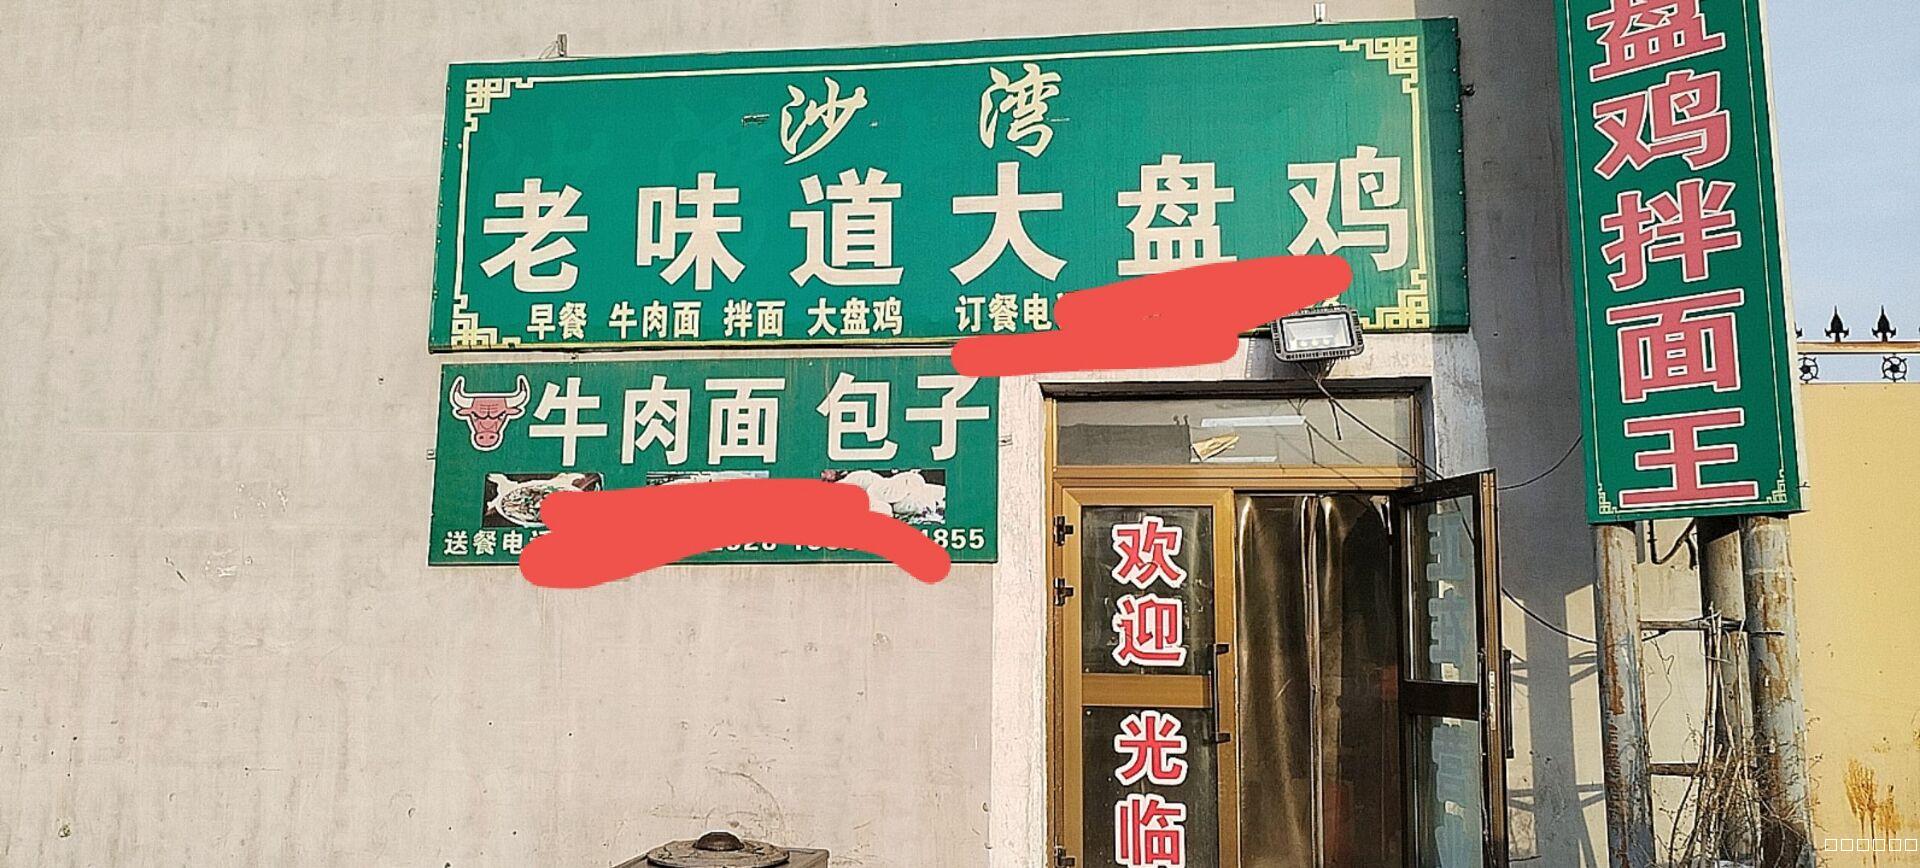 沙湾
老味道大盘鸡
早餐 牛肉面 拌面 大盘鸡 订餐电
牛肉面 包子
送餐电
1855
盘鸡拌面王
欢迎光临